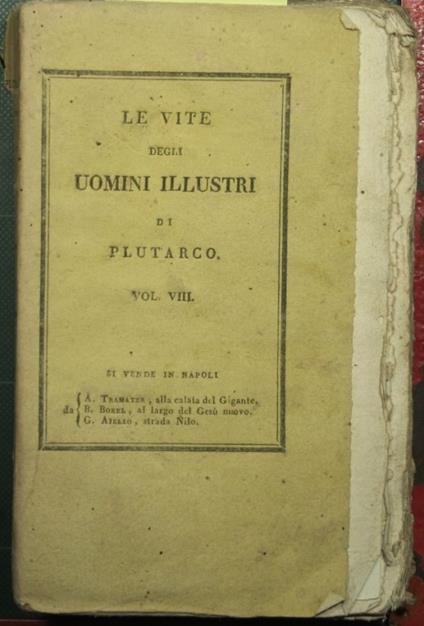 LE VITE
DEGLI
UOMINI ILLUSTRI
DI
PLUTARCO.
VOL. VIII.
SI VENDE IN NAPOLI
da
A. TRAMATER, alla calata del Gigante.
B. BOREL, al largo del Gesù nuovo.
G. AJELLO, strada Nilo.